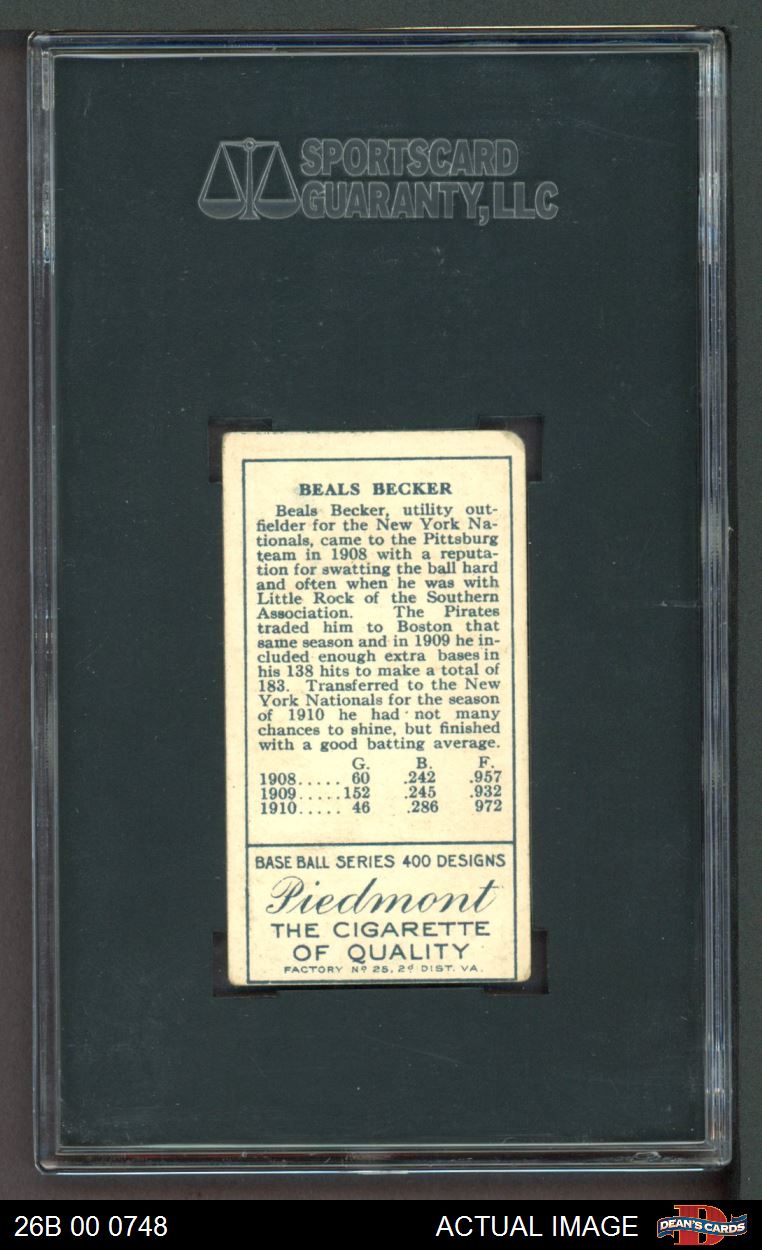 SPORTSCARD
GUARANTY, LLC
BEALS BECKER
Beals Becker, utility out-
fielder for the New York Na-
tionals, came to the Pittsburg
team in 1908 with a reputa-
tion for swatting the ball hard
and often when he was with
Little Rock of the Southern
Association. The Pirates
traded him to Boston that
same season and in 1909 he in-
cluded enough extra bases in
his 138 hits to make a total of
183. Transferred to the New
York Nationals for the season
of 1910 he had not many
chances to shine, but finished
with a good batting average.
G. B. F.
1908..... 60 .242 .957
1909.....152 .245 .932
1910..... 46 .286 972
BASE BALL SERIES 400 DESIGNS
Piedmont
THE CIGARETTE
OF QUALITY
FACTORY Nº 25, 2d DIST. VA.
26B 00 0748 ACTUAL IMAGE DEAN'S CARDS